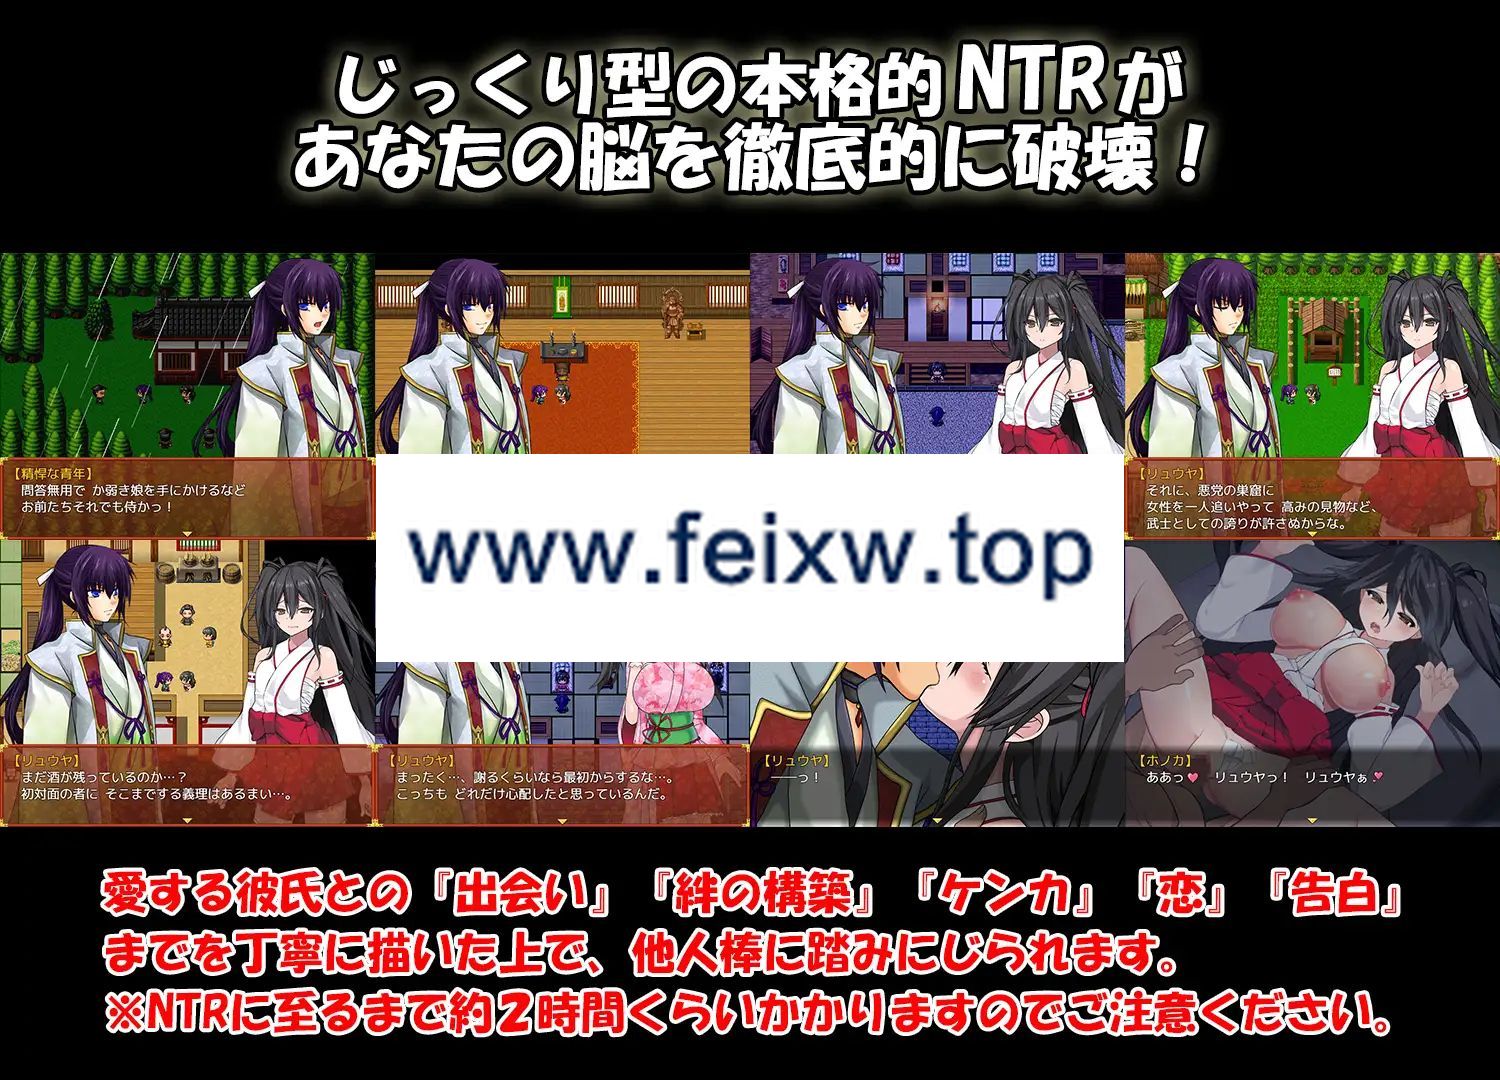 じっくり型の本格的NTRが
あなたの脳を徹底的に破壊！
【精悍な青年】
問答無用で か弱き娘を手にかけるなど
お前たちそれでも侍かっ！
【リュウヤ】
それに、悪党の巣窟に
女性を一人追いやって 高みの見物など、
武士としての誇りが許さぬからな。
www.feixw.top
【リュウヤ】
まだ酒が残っているのか…？
初対面の者に そこまでする義理はあるまい…。
【リュウヤ】
まったく…、謝るくらいなら最初からするな…。
こっちも どれだけ心配したと思っているんだ。
【リュウヤ】
――っ！
【ホノカ】
ああっ♥ リュウヤっ！ リュウヤぁ♥
愛する彼氏との『出会い』『絆の構築』『ケンカ』『恋』『告白』
までを丁寧に描いた上で、他人棒に踏みにじられます。
※NTRに至るまで約2時間くらいかかりますのでご注意ください。